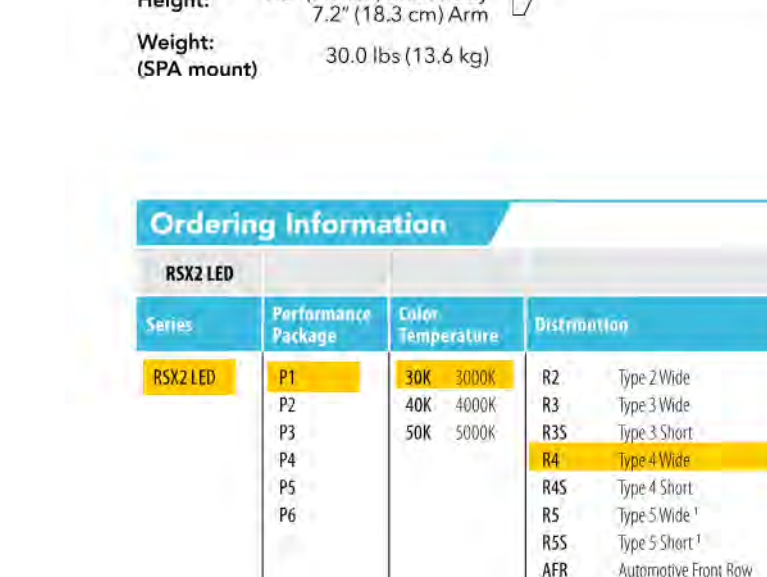 Height:
7.2" (18.3 cm) Arm
Weight:
(SPA mount)
30.0 lbs (13.6 kg)
Ordering Information
RSX2 LED
Series
Performance Package
Color Temperature
Distribution
RSX2 LED P1 30K 3000K R2 Type 2 Wide
P2 40K 4000K R3 Type 3 Wide
P3 50K 5000K R3S Type 3 Short
P4 R4 Type 4 Wide
P5 R4S Type 4 Short
P6 R5 Type 5 Wide ¹
R5S Type 5 Short ¹
AFR Automotive Front Row